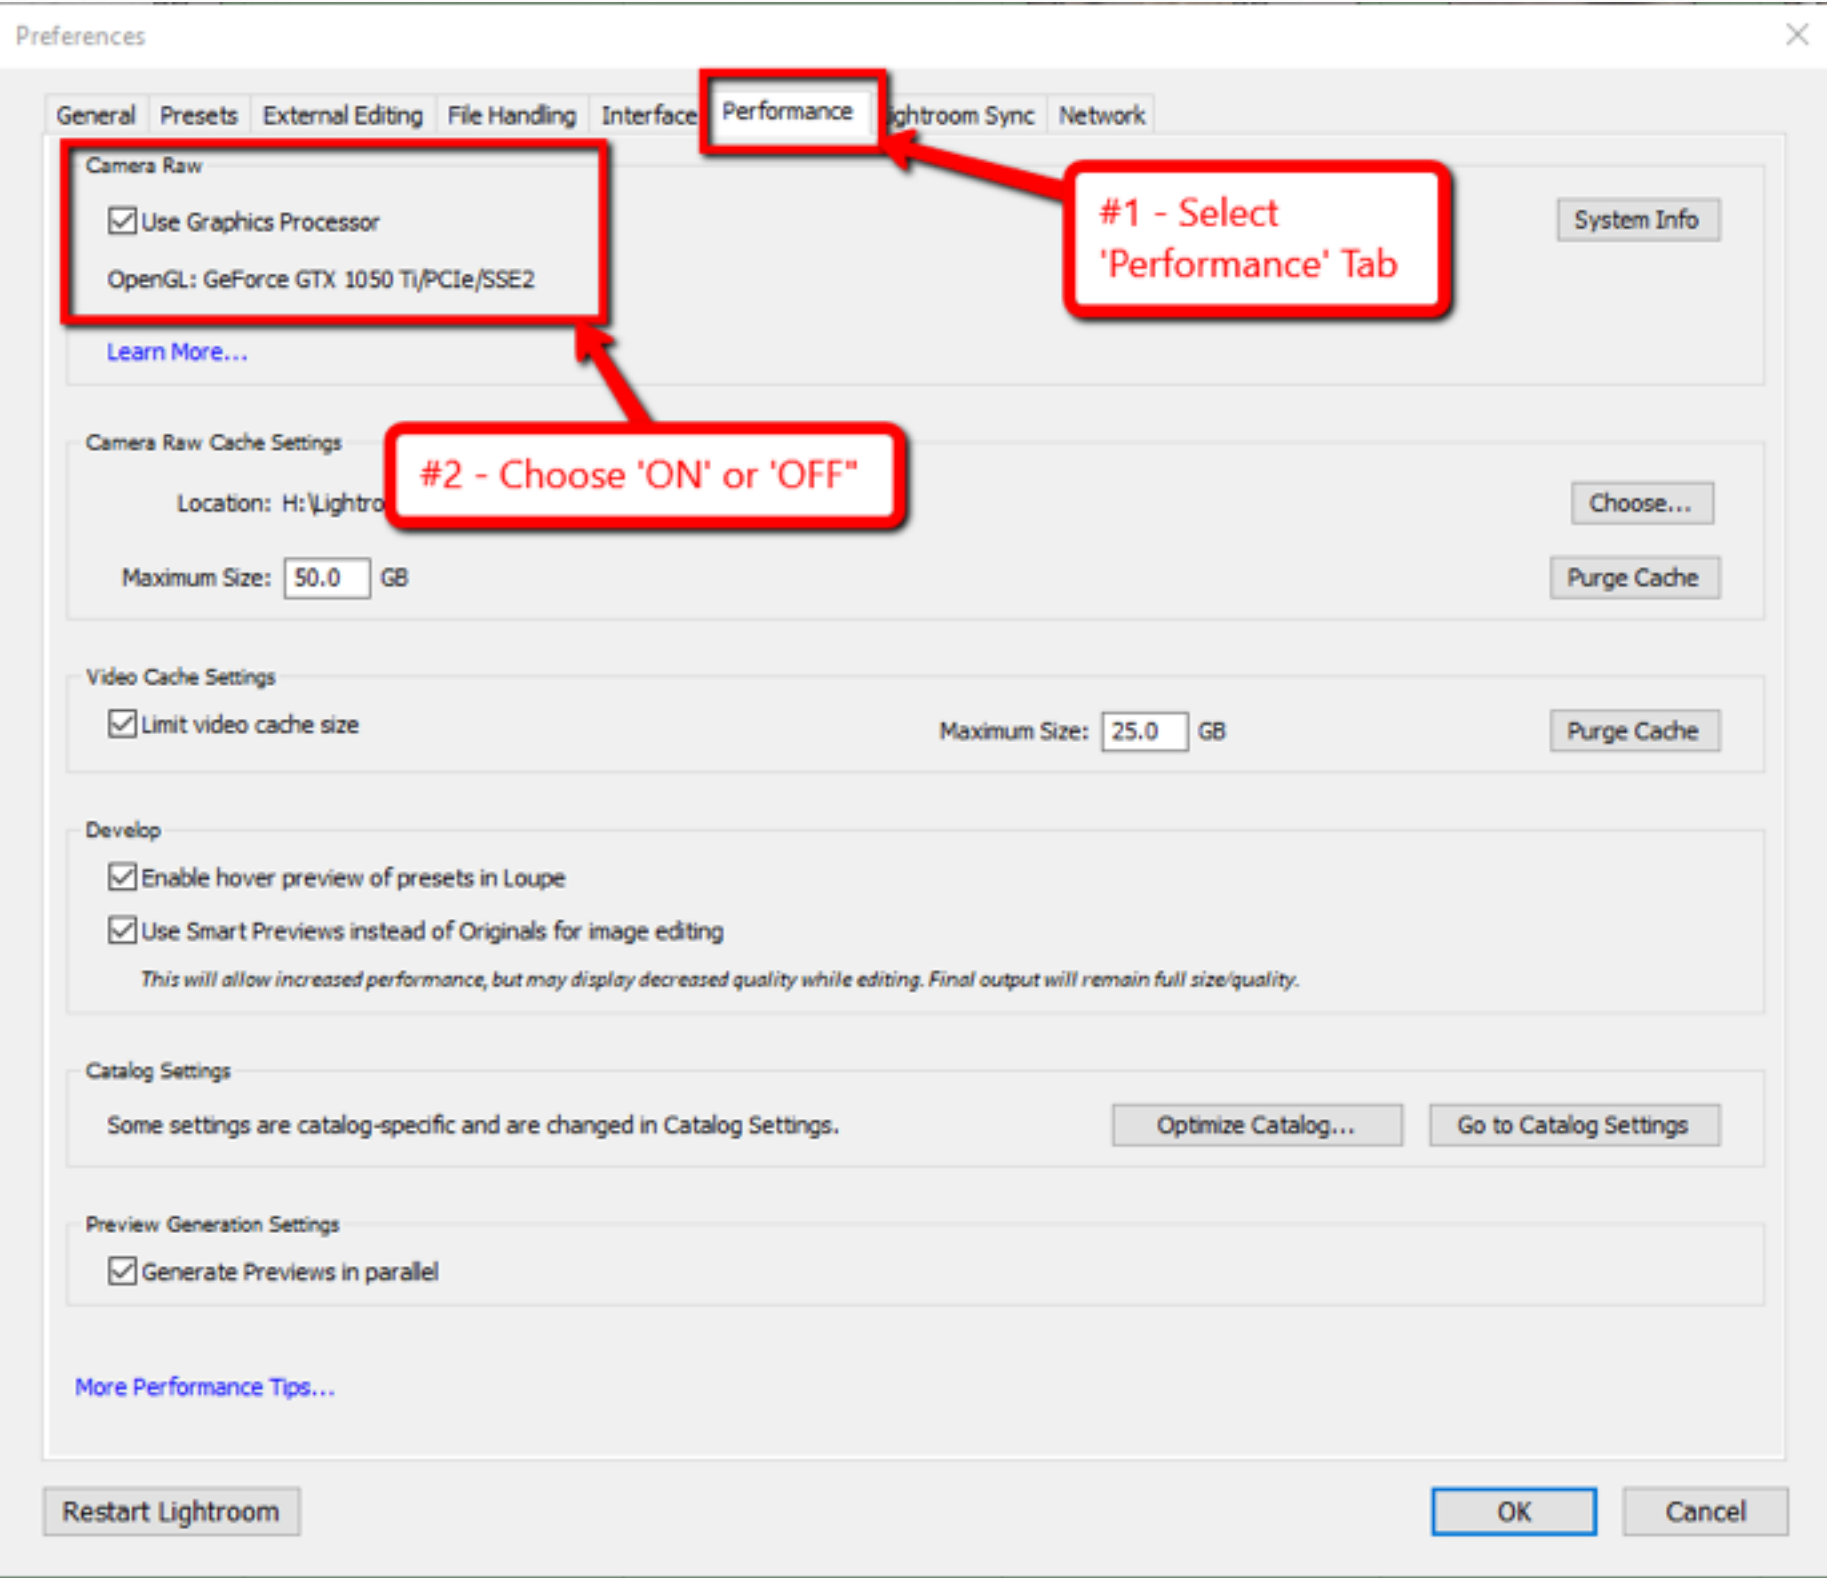 Preferences
General Presets External Editing File Handling Interface Performance ightroom Sync Network
Camera Raw
Use Graphics Processor
System Info
OpenGL: GeForce GTX 1050 Ti/PCIe/SSE2
Learn More...
#1 - Select
'Performance' Tab
#2 - Choose 'ON' or 'OFF"
Camera Raw Cache Settings
Location: H:\Lightro
Choose...
Maximum Size: 50.0 GB
Purge Cache
Video Cache Settings
Limit video cache size
Maximum Size: 25.0 GB
Purge Cache
Develop
Enable hover preview of presets in Loupe
Use Smart Previews instead of Originals for image editing
This will allow increased performance, but may display decreased quality while editing. Final output will remain full size/quality.
Catalog Settings
Some settings are catalog-specific and are changed in Catalog Settings.
Optimize Catalog...
Go to Catalog Settings
Preview Generation Settings
Generate Previews in parallel
More Performance Tips...
Restart Lightroom
OK
Cancel